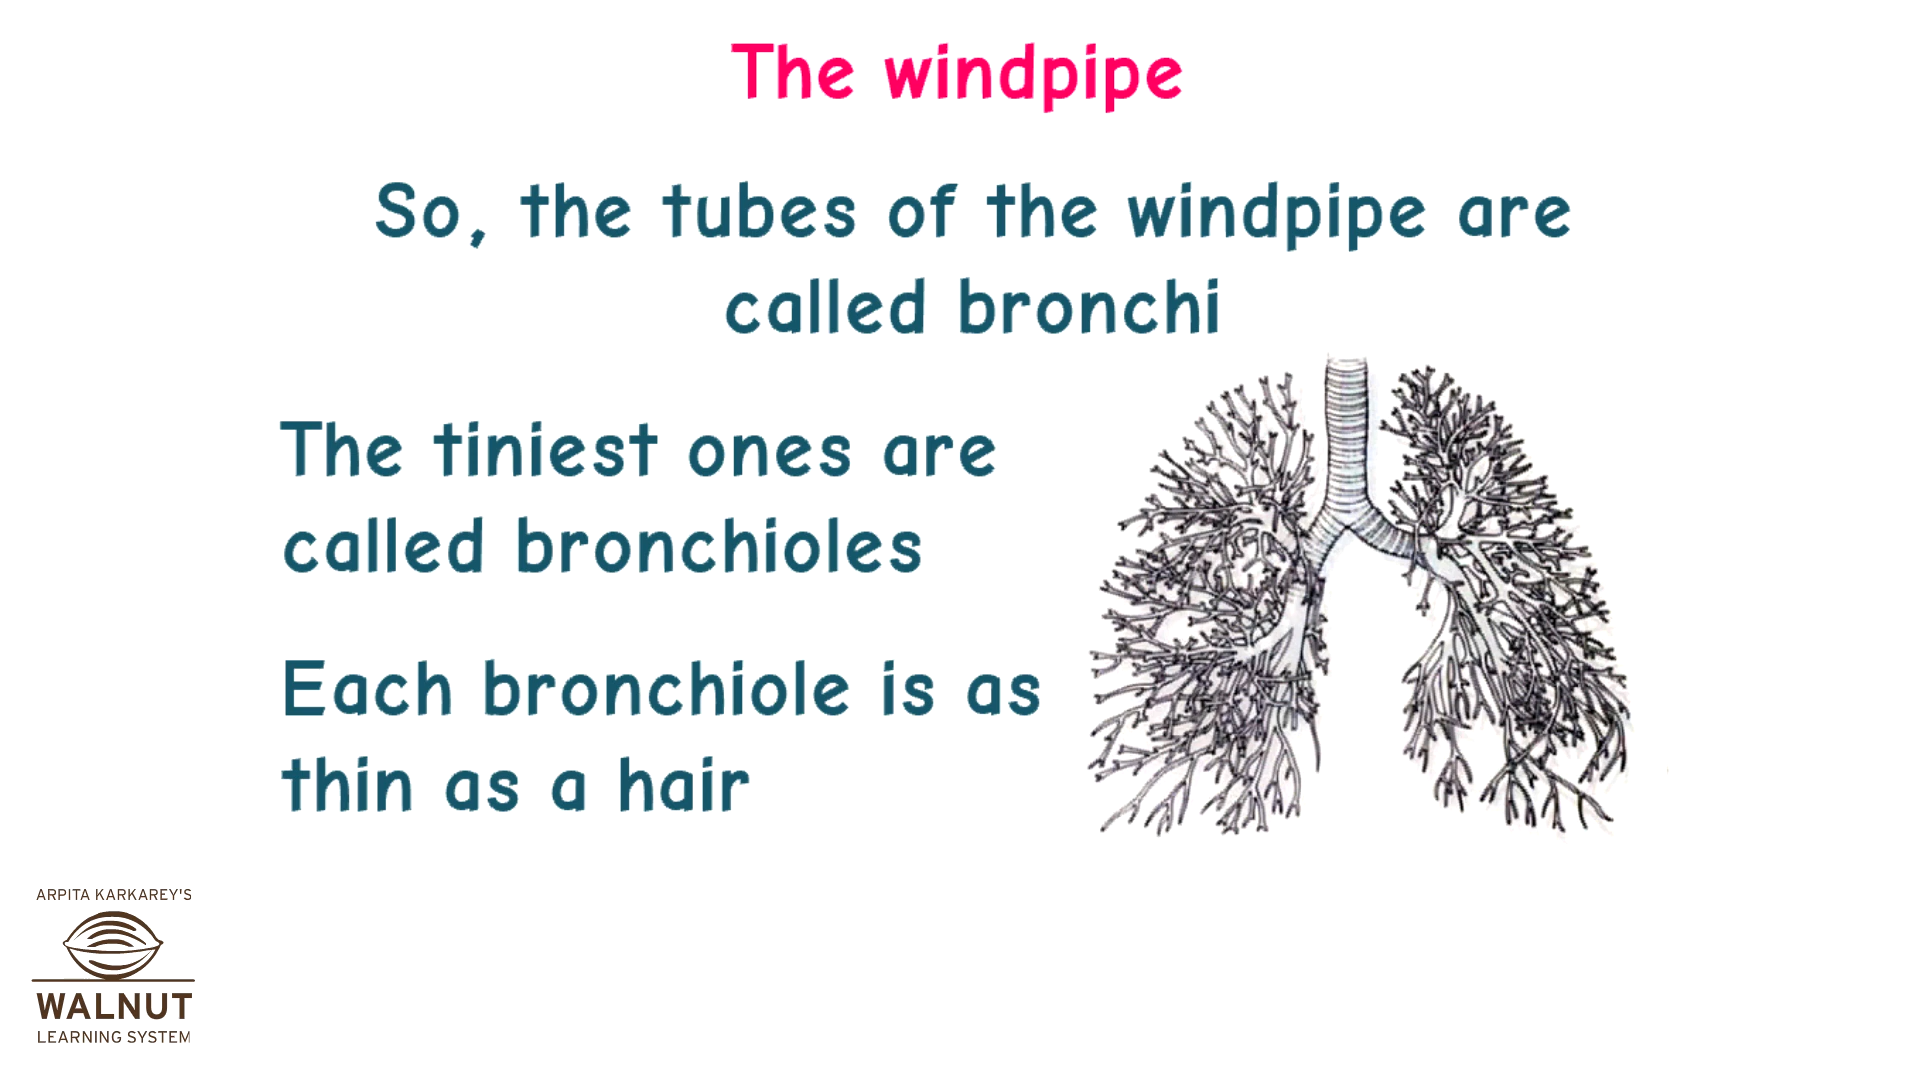 The windpipe
So, the tubes of the windpipe are
called bronchi
The tiniest ones are
called bronchioles
Each bronchiole is as
thin as a hair
ARPITA KARKAREY'S
WALNUT
LEARNING SYSTEM